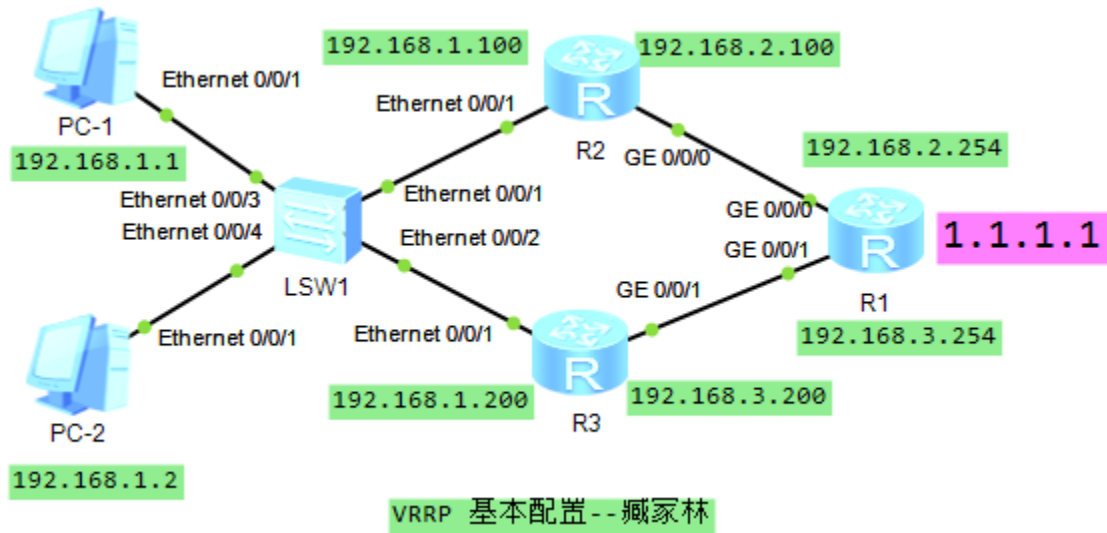 192.168.1.100
192.168.2.100
Ethernet 0/0/1
Ethernet 0/0/1
PC-1
R
R2
GE 0/0/0
192.168.2.254
192.168.1.1
Ethernet 0/0/3
Ethernet 0/0/1
GE 0/0/0
Ethernet 0/0/4
Ethernet 0/0/2
GE 0/0/1
R
1.1.1.1
LSW1
GE 0/0/1
R1
Ethernet 0/0/1
Ethernet 0/0/1
192.168.3.254
R
192.168.1.200
192.168.3.200
PC-2
R3
192.168.1.2
VRRP 基本配置--臧家林